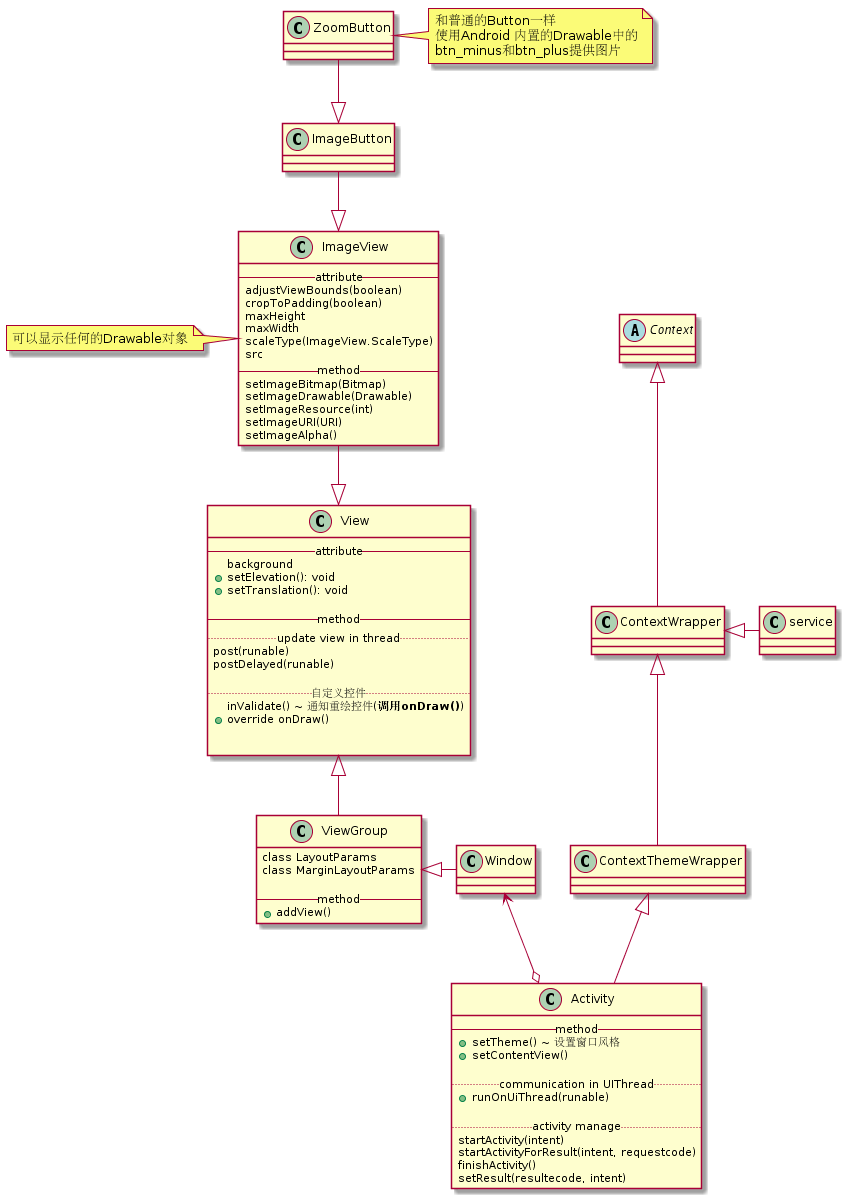 C ZoomButton
和普通的Button一样
使用Android 内置的Drawable中的
btn_minus和btn_plus提供图片
C ImageButton
C ImageView
attribute
adjustViewBounds(boolean)
cropToPadding(boolean)
maxHeight
maxWidth
scaleType(ImageView.ScaleType)
src
method
setImageBitmap(Bitmap)
setImageDrawable(Drawable)
setImageResource(int)
setImageURI(URI)
setImageAlpha()
可以显示任何的Drawable对象
A Context
C View
attribute
background
setElevation(): void
setTranslation(): void
method
update view in thread
post(runable)
postDelayed(runable)
自定义控件
inValidate() ~ 通知重绘控件(调用onDraw())
override onDraw()
C ContextWrapper
C service
C ViewGroup
class LayoutParams
class MarginLayoutParams
method
addView()
C Window
C ContextThemeWrapper
C Activity
method
setTheme() ~ 设置窗口风格
setContentView()
communication in UIThread
runOnUiThread(runable)
activity manage
startActivity(intent)
startActivityForResult(intent, requestcode)
finishActivity()
setResult(resultecode, intent)